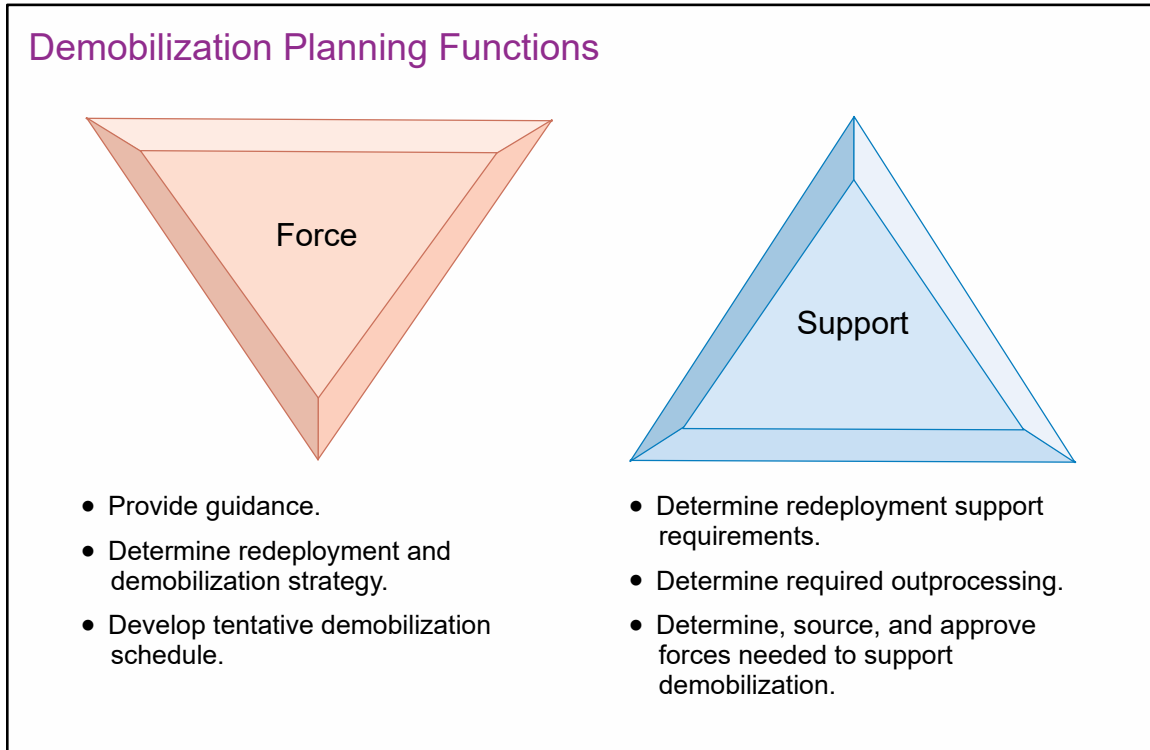 Demobilization Planning Functions
Force
Support
• Provide guidance.
• Determine redeployment and
demobilization strategy.
• Develop tentative demobilization
schedule.
• Determine redeployment support
requirements.
• Determine required outprocessing.
• Determine, source, and approve
forces needed to support
demobilization.